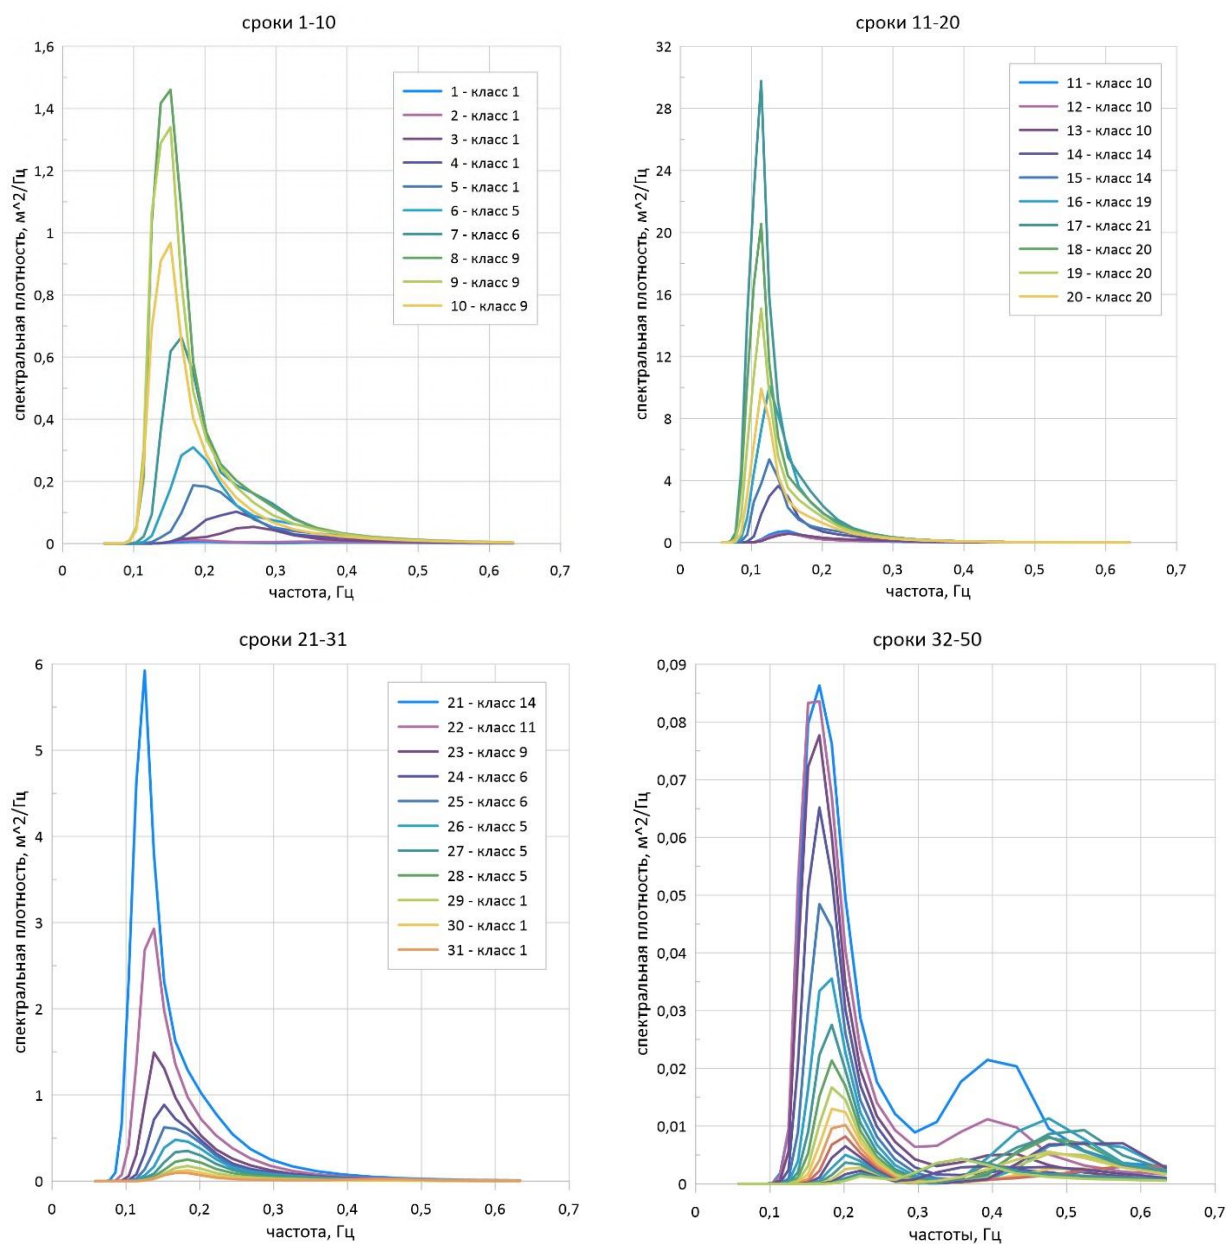 сроки 1-10
спектральная плотность, м^2/Гц
1,6
1,4
1,2
1
0,8
0,6
0,4
0,2
0
1 - класс 1
2 - класс 1
3 - класс 1
4 - класс 1
5 - класс 1
6 - класс 5
7 - класс 6
8 - класс 9
9 - класс 9
10 - класс 9
0 0,1 0,2 0,3 0,4 0,5 0,6 0,7
частота, Гц
сроки 11-20
спектральная плотность, м^2/Гц
32
28
24
20
16
12
8
4
0
11 - класс 10
12 - класс 10
13 - класс 10
14 - класс 14
15 - класс 14
16 - класс 19
17 - класс 21
18 - класс 20
19 - класс 20
20 - класс 20
0 0,1 0,2 0,3 0,4 0,5 0,6 0,7
частота, Гц
сроки 21-31
спектральная плотность, м^2/Гц
6
5
4
3
2
1
0
21 - класс 14
22 - класс 11
23 - класс 9
24 - класс 6
25 - класс 6
26 - класс 5
27 - класс 5
28 - класс 5
29 - класс 1
30 - класс 1
31 - класс 1
0 0,1 0,2 0,3 0,4 0,5 0,6 0,7
частота, Гц
сроки 32-50
спектральная плотность, м^2/Гц
0,09
0,08
0,07
0,06
0,05
0,04
0,03
0,02
0,01
0
0 0,1 0,2 0,3 0,4 0,5 0,6 0,7
частоты, Гц